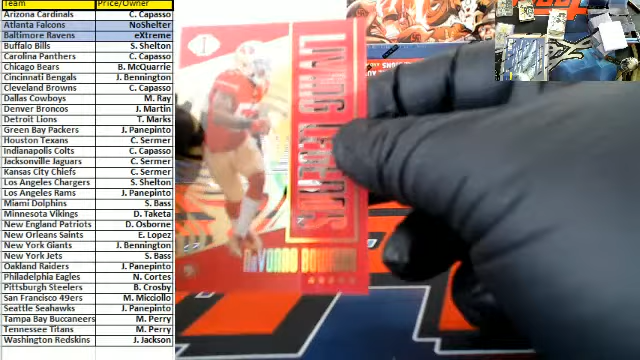 Team Price/Owner
Arizona Cardinals C. Capasso
Atlanta Falcons NoShelter
Baltimore Ravens eXtreme
Buffalo Bills S. Shelton
Carolina Panthers C. Capasso
Chicago Bears B. McQuarrie
Cincinnati Bengals J. Bennington
Cleveland Browns C. Capasso
Dallas Cowboys M. Ray
Denver Broncos J. Martin
Detroit Lions T. Marks
Green Bay Packers J. Panepinto
Houston Texans C. Sermer
Indianapolis Colts C. Capasso
Jacksonville Jaguars C. Sermer
Kansas City Chiefs C. Sermer
Los Angeles Chargers S. Shelton
Los Angeles Rams J. Panepinto
Miami Dolphins S. Bass
Minnesota Vikings D. Taketa
New England Patriots D. Osborne
New Orleans Saints E. Lopez
New York Giants J. Bennington
New York Jets S. Bass
Oakland Raiders J. Panepinto
Philadelphia Eagles N. Cortes
Pittsburgh Steelers B. Crosby
San Francisco 49ers M. Micciollo
Seattle Seahawks J. Panepinto
Tampa Bay Buccaneers M. Perry
Tennessee Titans M. Perry
Washington Redskins J. Jackson
LIVING LEGENDS